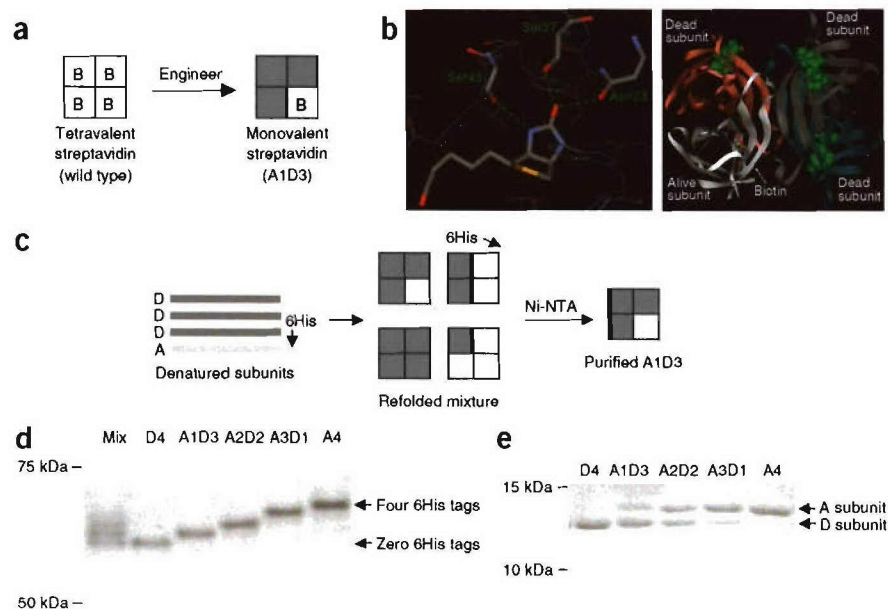 a
B B
B B
Engineer
B
Tetravalent
streptavidin
(wild type)
Monovalent
streptavidin
(A1D3)
b
Dead
subunit
Dead
subunit
Alive
subunit
Biotin
Dead
subunit
c
D
D
D
A
6His
Denatured subunits
6His
Refolded mixture
Ni-NTA
Purified A1D3
d
Mix D4 A1D3 A2D2 A3D1 A4
75 kDa
Four 6His tags
Zero 6His tags
50 kDa
e
D4 A1D3 A2D2 A3D1 A4
15 kDa
A subunit
D subunit
10 kDa